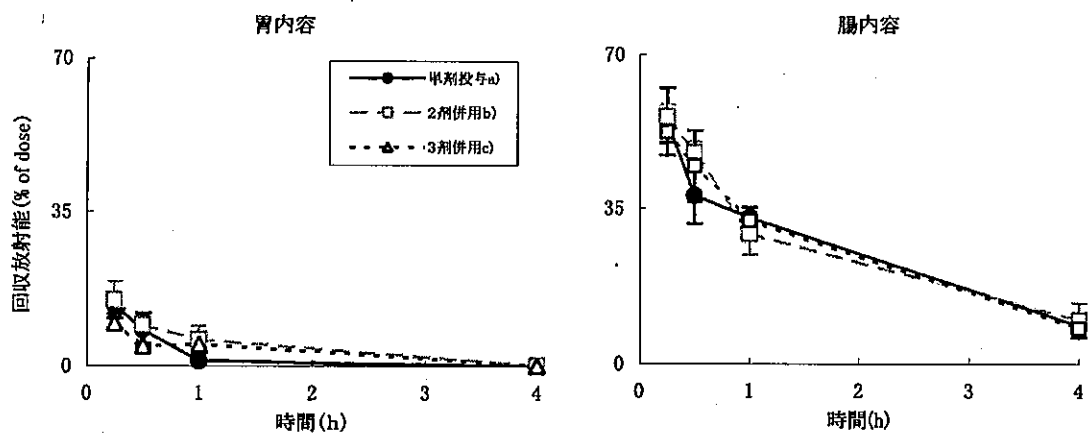 胃内容
腸内容
70
35
0
回収放射能(% of dose)
単剤投与a)
2剤併用b)
3剤併用c)
0
1
2
3
4
時間(h)
70
35
0
0
1
2
3
4
時間(h)